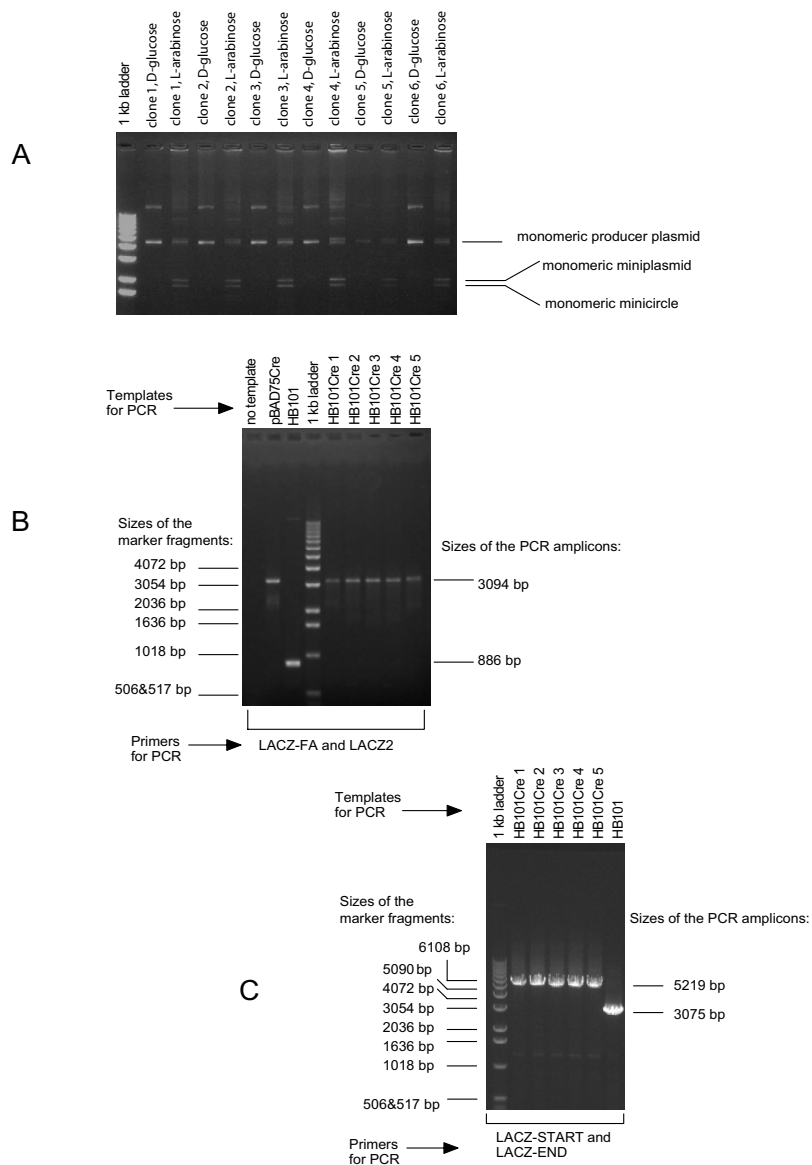 A
1 kb ladder
clone 1, D-glucose
clone 1, L-arabinose
clone 2, D-glucose
clone 2, L-arabinose
clone 3, D-glucose
clone 3, L-arabinose
clone 4, D-glucose
clone 4, L-arabinose
clone 5, D-glucose
clone 5, L-arabinose
clone 6, D-glucose
clone 6, L-arabinose
monomeric producer plasmid
monomeric miniplasmid
monomeric minicircle
B
Templates
for PCR
no template
pBAD75Cre
HB101
1 kb ladder
HB101Cre 1
HB101Cre 2
HB101Cre 3
HB101Cre 4
HB101Cre 5
Sizes of the
marker fragments:
4072 bp
3054 bp
2036 bp
1636 bp
1018 bp
506&517 bp
Sizes of the PCR amplicons:
3094 bp
886 bp
Primers
for PCR
LACZ-FA and LACZ2
C
Templates
for PCR
1 kb ladder
HB101Cre 1
HB101Cre 2
HB101Cre 3
HB101Cre 4
HB101Cre 5
HB101
Sizes of the
marker fragments:
6108 bp
5090 bp
4072 bp
3054 bp
2036 bp
1636 bp
1018 bp
506&517 bp
Sizes of the PCR amplicons:
5219 bp
3075 bp
Primers
for PCR
LACZ-START and
LACZ-END